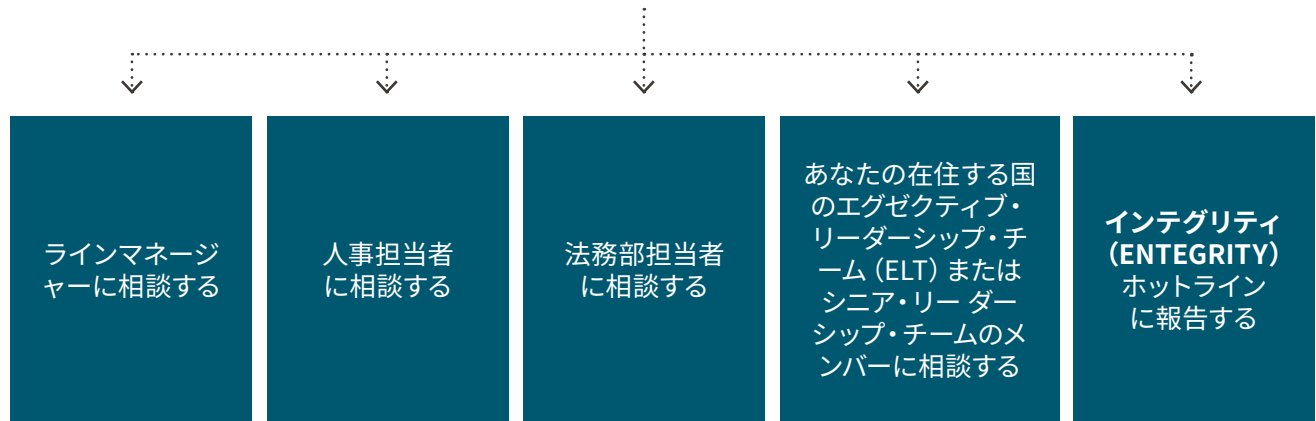 ラインマネージ
ャーに相談する
人事担当者
に相談する
法務部担当者
に相談する
あなたの在住する国
のエグゼクティブ・
リーダーシップ・チ
ーム（ELT）または
シニア・リー ダー
シップ・チームのメ
ンバーに相談する
インテグリティ
（ENTEGRITY）
ホットライン
に報告する